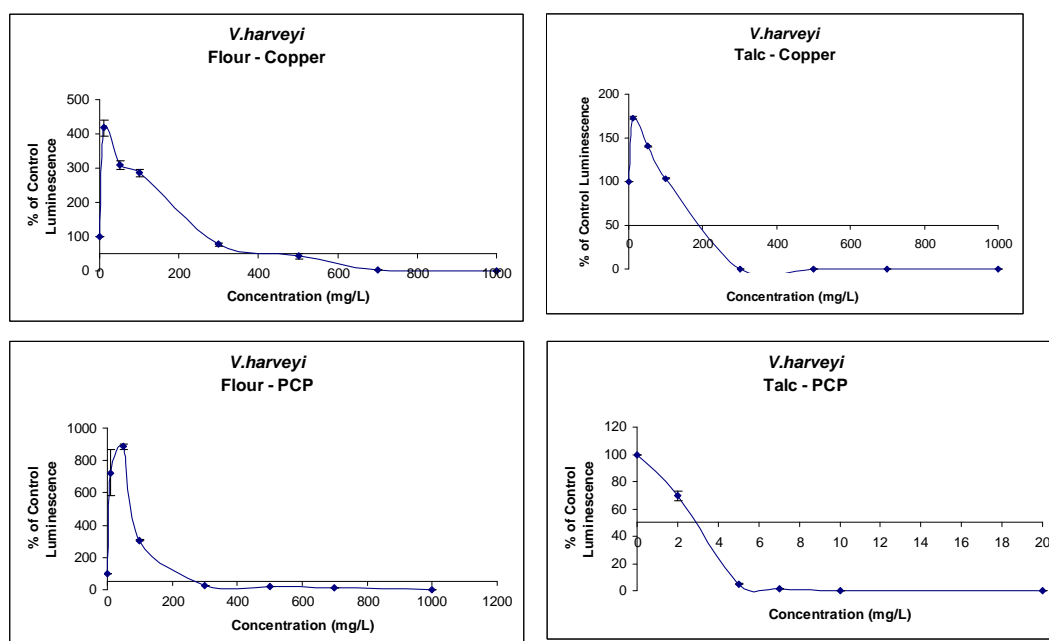 V.harveyi
Flour - Copper
% of Control
Luminescence
500
400
300
200
100
0
0 200 400 600 800 1000
Concentration (mg/L)
V.harveyi
Talc - Copper
% of Control Luminescence
200
150
100
50
0
0 200 400 600 800 1000
Concentration (mg/L)
V.harveyi
Flour - PCP
% of Control
Luminescence
1000
800
600
400
200
0
0 200 400 600 800 1000 1200
Concentration (mg/L)
V.harveyi
Talc - PCP
% of Control
Luminescence
120
100
80
60
40
20
0
0 2 4 6 8 10 12 14 16 18 20
Concentration (mg/L)